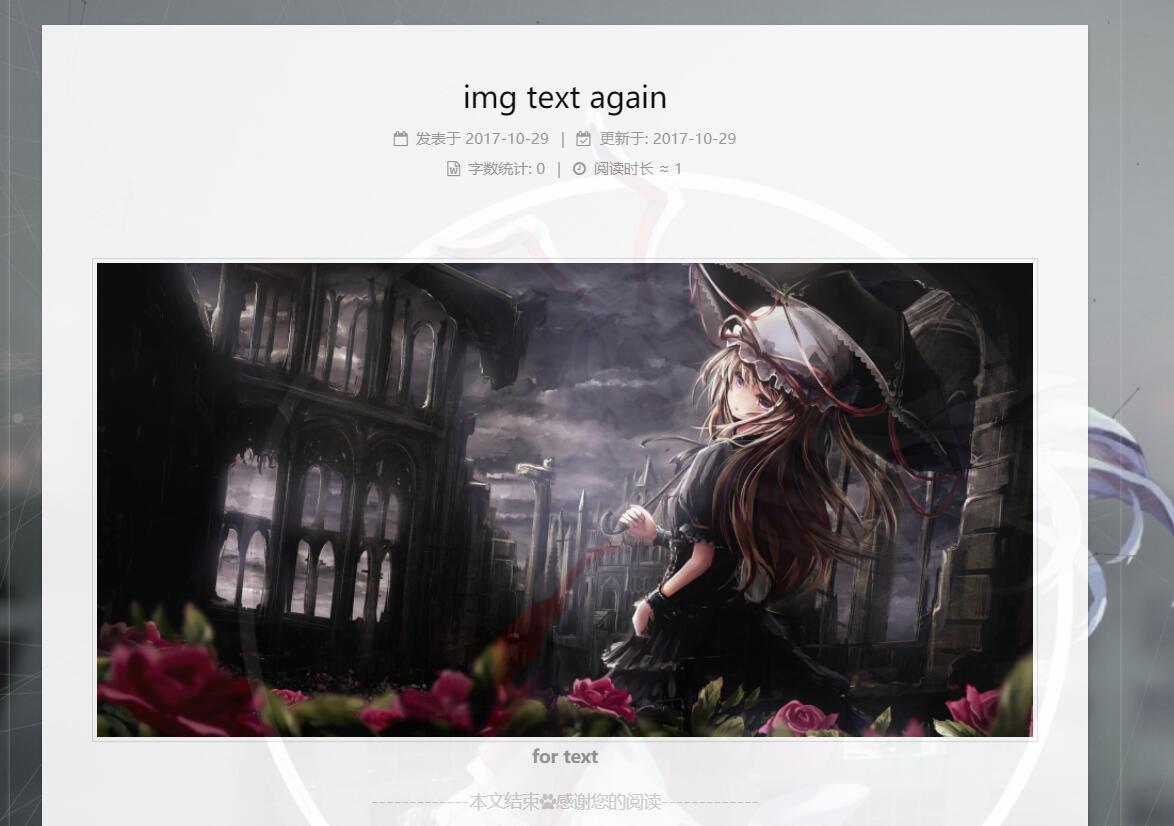 img text again
发表于 2017-10-29 | 更新于: 2017-10-29
字数统计: 0 | 阅读时长 ≈ 1
for text
-------------本文结束感谢您的阅读-------------